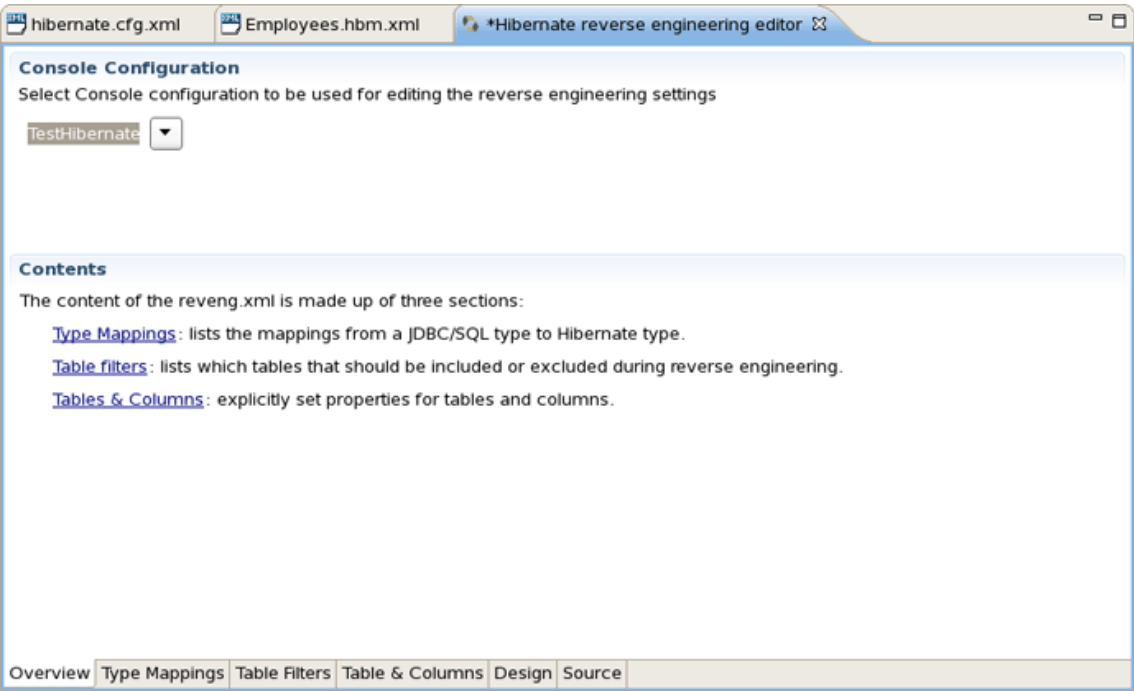 hibernate.cfg.xml Employees.hbm.xml *Hibernate reverse engineering editor
Console Configuration
Select Console configuration to be used for editing the reverse engineering settings
TestHibernate
Contents
The content of the reveng.xml is made up of three sections:
Type Mappings: lists the mappings from a JDBC/SQL type to Hibernate type.
Table filters: lists which tables that should be included or excluded during reverse engineering.
Tables & Columns: explicitly set properties for tables and columns.
Overview Type Mappings Table Filters Table & Columns Design Source